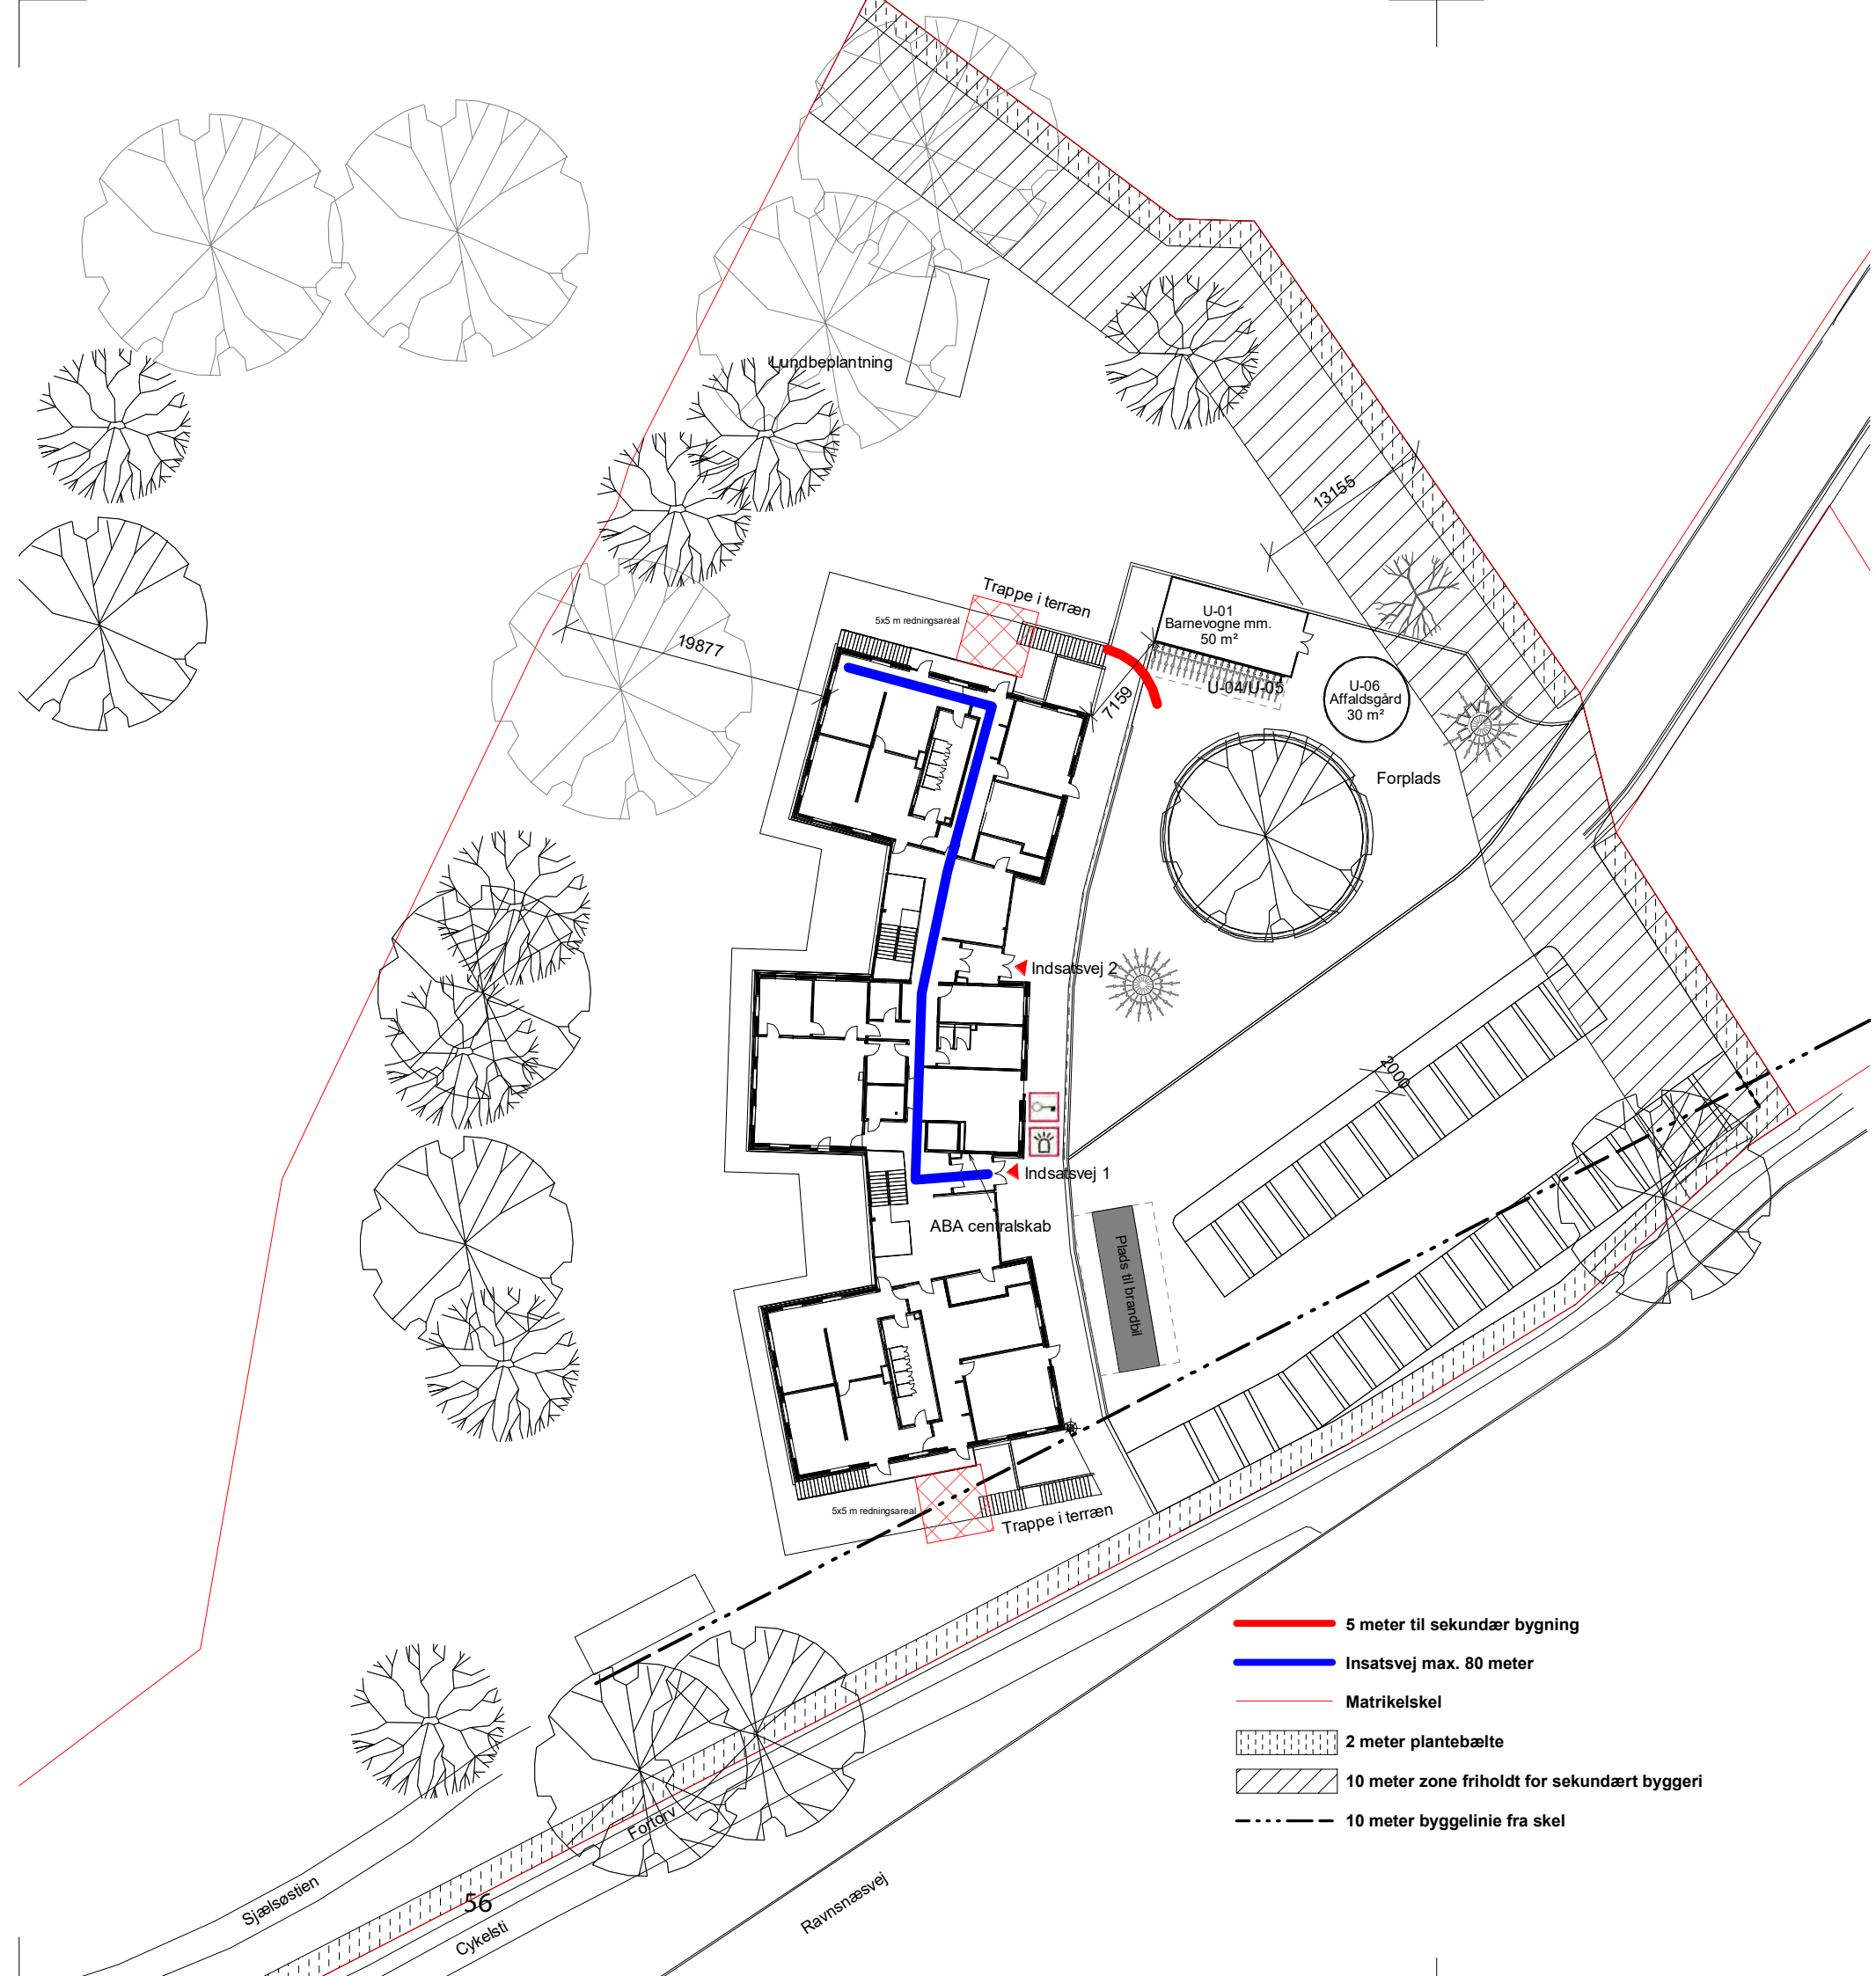 Lundbeplantning
13155
Trappe i terræn
5x5 m redningsareal
U-01
Barnevogne mm.
50 m²
19877
7159
U-04/U-05
U-06
Affaldsgård
30 m²
Forplads
Indsatsvej 2
2000
Indsatsvej 1
ABA centralskab
Plads til brandbil
5x5 m redningsareal
Trappe i terræn
5 meter til sekundær bygning
Insatsvej max. 80 meter
Matrikelskel
2 meter plantebælte
10 meter zone friholdt for sekundært byggeri
10 meter byggelinie fra skel
Fortorv
Sjælsøstien
56
Cykelsti
Ravnsnæsvej